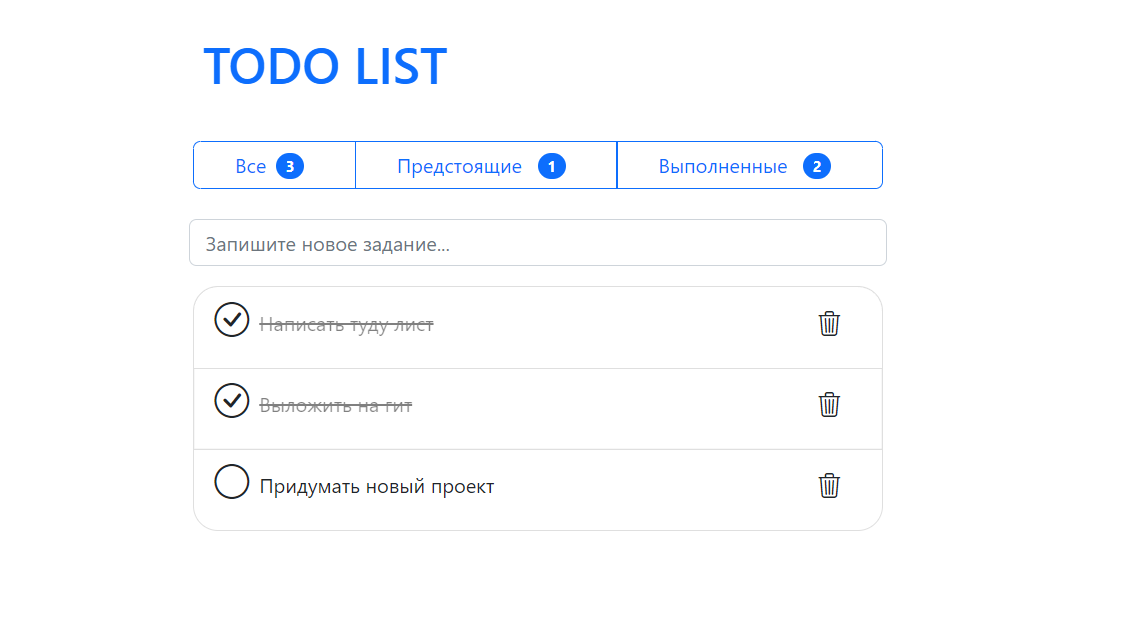 TODO LIST
Все 3 Предстоящие 1 Выполненные 2
Запишите новое задание...
Написать туду лист
Выложить на гит
Придумать новый проект